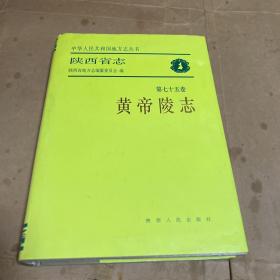 中华人民共和国地方志丛书
陕西省志
陕西省地方志编纂委员会 编
第七十五卷
黄帝陵志
陕西人民出版社